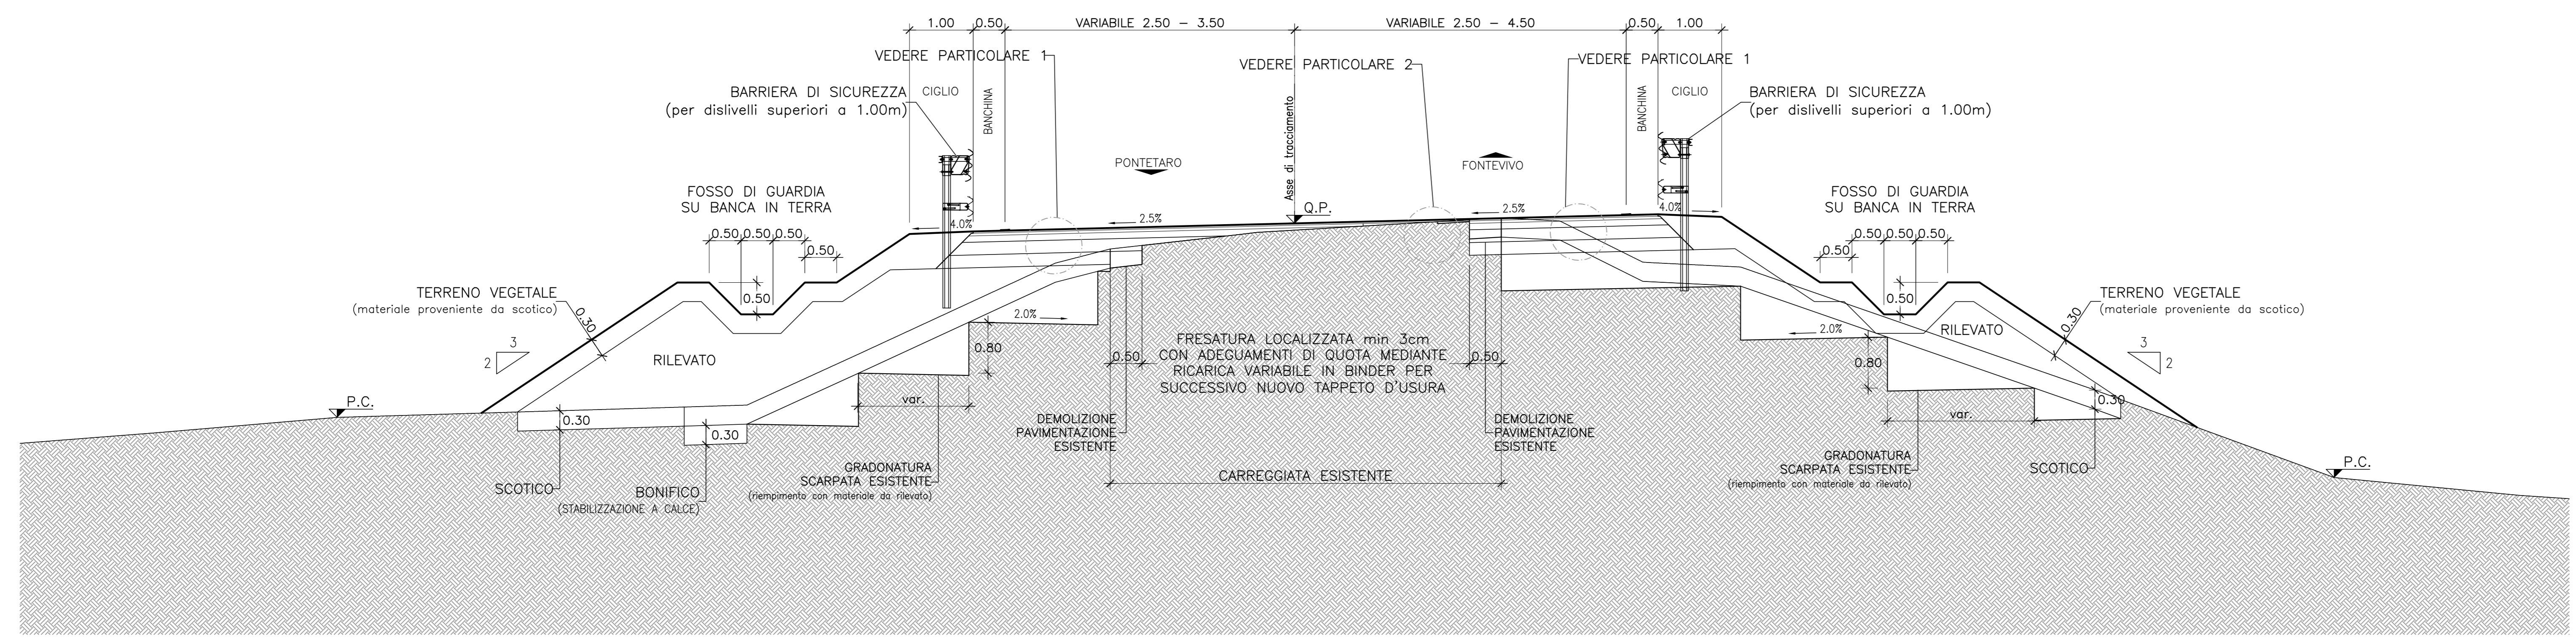 1.00
0.50
VARIABILE 2.50 - 3.50
VARIABILE 2.50 - 4.50
0.50
1.00
VEDERE PARTICOLARE 1
VEDERE PARTICOLARE 2
VEDERE PARTICOLARE 1
BARRIERA DI SICUREZZA
(per dislivelli superiori a 1.00m)
CIGLIO
BANCHINA
Asse di tracciamento
BANCHINA
CIGLIO
BARRIERA DI SICUREZZA
(per dislivelli superiori a 1.00m)
PONTETARO
FONTEVIVO
FOSSO DI GUARDIA
SU BANCA IN TERRA
FOSSO DI GUARDIA
SU BANCA IN TERRA
Q.P.
4.0%
2.5%
2.5%
4.0%
0.50
0.50
0.50
0.50
0.50
0.50
0.50
0.50
0.50
0.50
TERRENO VEGETALE
(materiale proveniente da scotico)
0.30
TERRENO VEGETALE
(materiale proveniente da scotico)
0.30
3
2
RILEVATO
2.0%
0.80
FRESATURA LOCALIZZATA min 3cm
CON ADEGUAMENTI DI QUOTA MEDIANTE
RICARICA VARIABILE IN BINDER PER
SUCCESSIVO NUOVO TAPPETO D'USURA
0.50
0.50
2.0%
0.80
RILEVATO
3
2
P.C.
0.30
0.30
var.
DEMOLIZIONE
PAVIMENTAZIONE
ESISTENTE
DEMOLIZIONE
PAVIMENTAZIONE
ESISTENTE
var.
0.30
SCOTICO
BONIFICO
(STABILIZZAZIONE A CALCE)
GRADONATURA
SCARPATA ESISTENTE
(riempimento con materiale da rilevato)
CARREGGIATA ESISTENTE
GRADONATURA
SCARPATA ESISTENTE
(riempimento con materiale da rilevato)
SCOTICO
P.C.